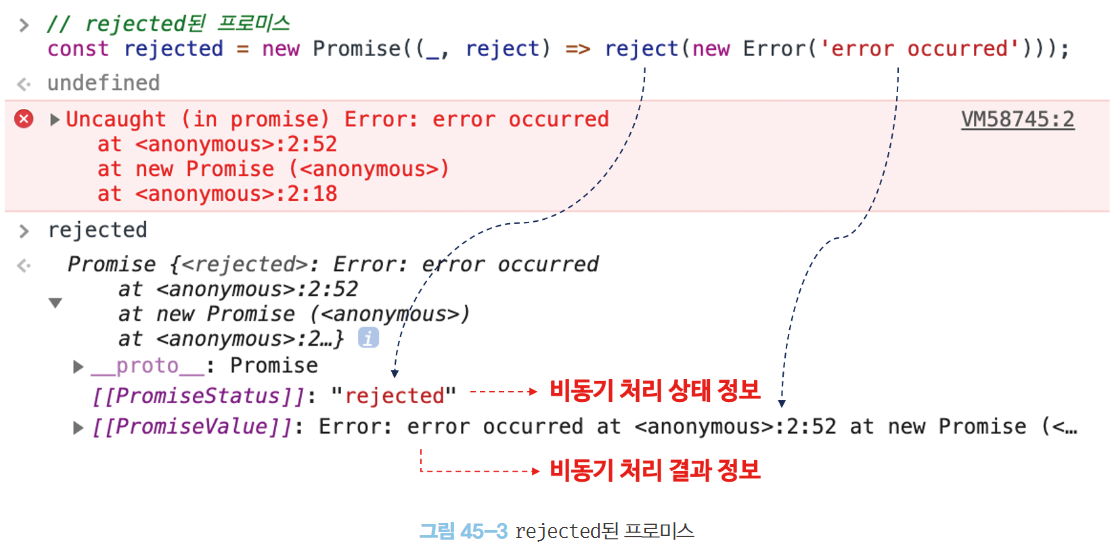 > // rejected된 프로미스
const rejected = new Promise((_, reject) => reject(new Error('error occurred')));
undefined
Uncaught (in promise) Error: error occurred VM58745:2
at <anonymous>:2:52
at new Promise (<anonymous>)
at <anonymous>:2:18
> rejected
Promise {<rejected>: Error: error occurred
at <anonymous>:2:52
at new Promise (<anonymous>)
at <anonymous>:2…} i
__proto__: Promise
[[PromiseStatus]]: "rejected" 비동기 처리 상태 정보
[[PromiseValue]]: Error: error occurred at <anonymous>:2:52 at new Promise (<…
비동기 처리 결과 정보
그림 45-3 rejected된 프로미스